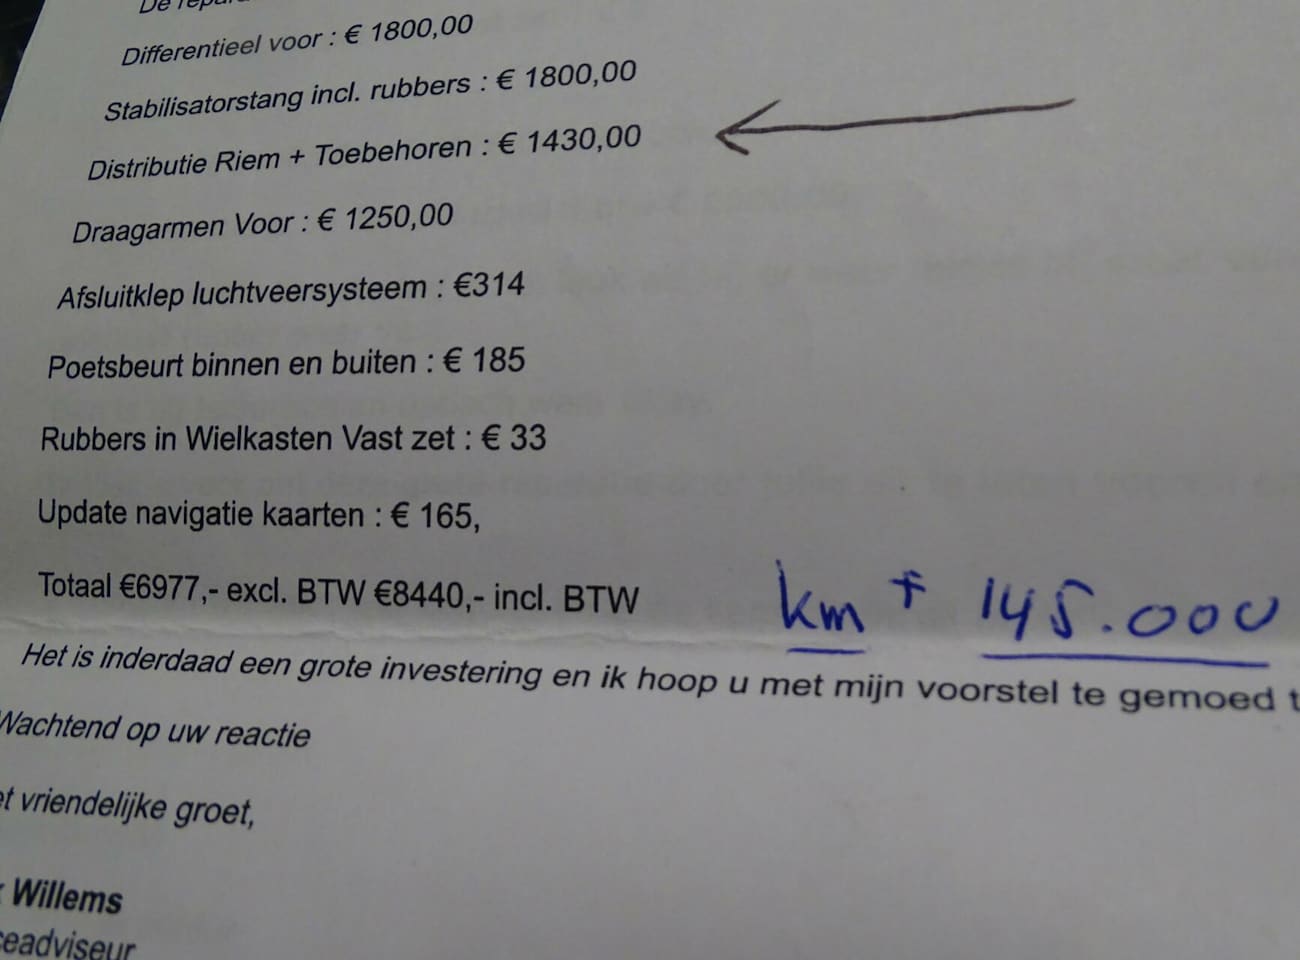 De
Differentieel voor : € 1800,00
Stabilisatorstang incl. rubbers : € 1800,00
Distributie Riem + Toebehoren : € 1430,00
Draagarmen Voor : € 1250,00
Afsluitklep luchtveersysteem : €314
Poetsbeurt binnen en buiten : € 185
Rubbers in Wielkasten Vast zet : € 33
Update navigatie kaarten : € 165,
Totaal €6977,- excl. BTW €8440,- incl. BTW
km + 145.000
Het is inderdaad een grote investering en ik hoop u met mijn voorstel te gemoed t
Wachtend op uw reactie
et vriendelijke groet,
Willems
eadviseur